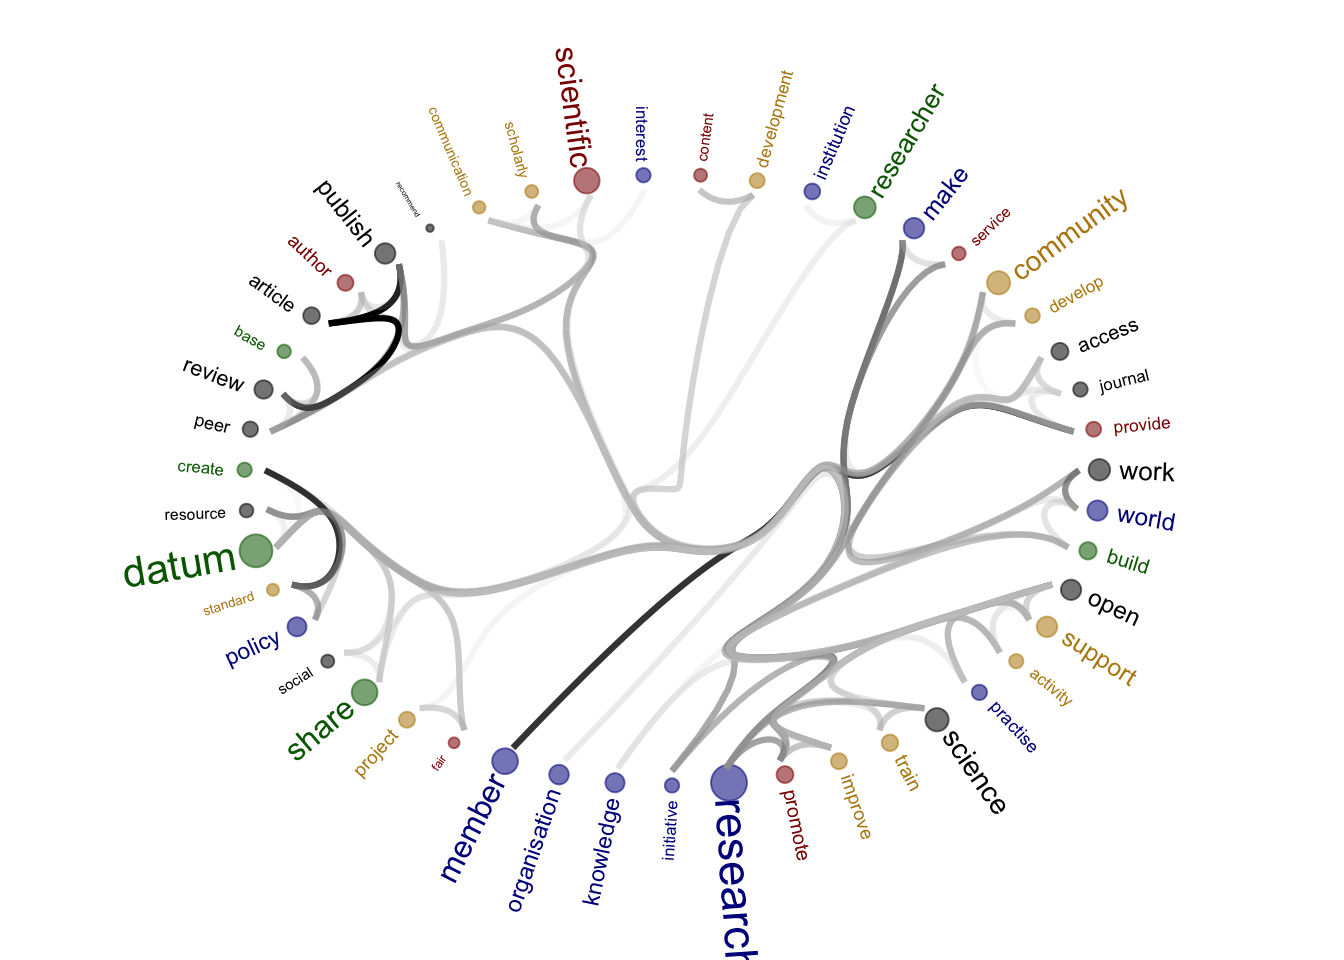 scientific
interest
content
development
institution
researcher
make
service
community
develop
access
journal
provide
work
world
build
open
support
activity
practise
science
train
improve
promote
research
initiative
knowledge
organisation
member
fair
project
share
social
policy
standard
datum
resource
create
peer
review
base
article
author
publish
recommend
communication
scholarly